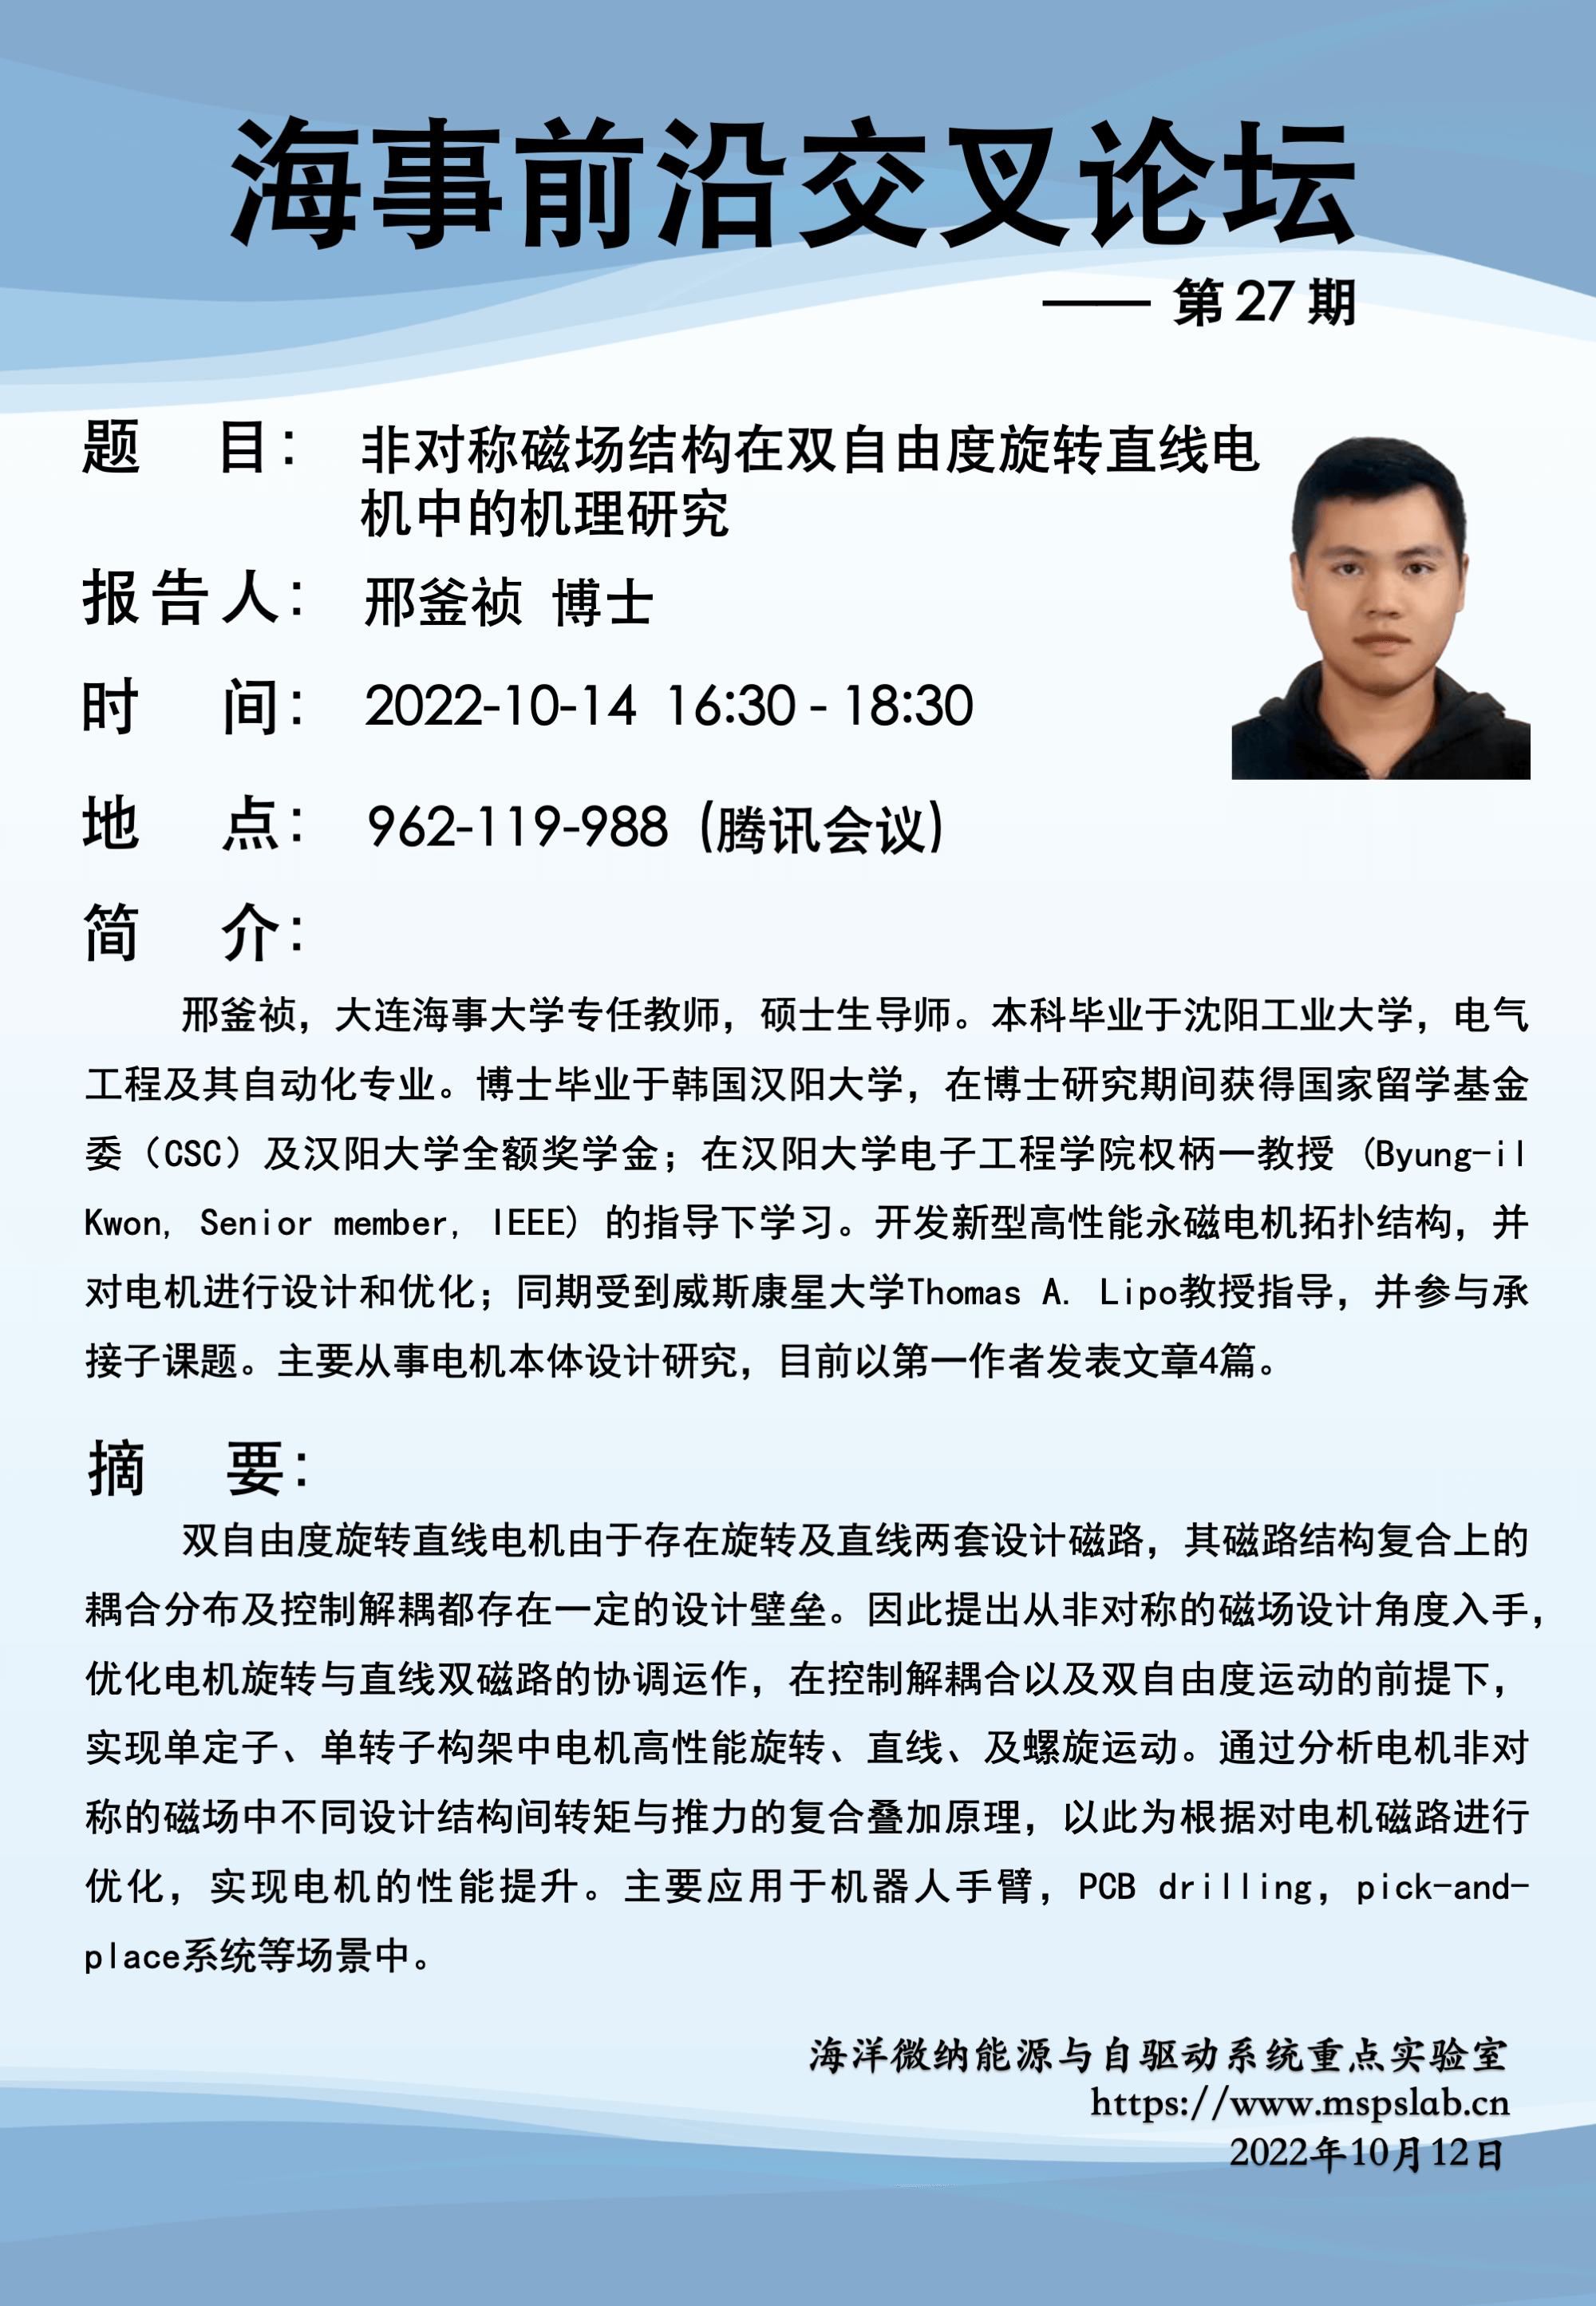 海事前沿交叉论坛
—— 第 27 期
题 目： 非对称磁场结构在双自由度旋转直线电
机中的机理研究
报告人： 邢釜祯 博士
时 间： 2022-10-14 16:30 - 18:30
地 点： 962-119-988 (腾讯会议)
简 介：
邢釜祯，大连海事大学专任教师，硕士生导师。本科毕业于沈阳工业大学，电气
工程及其自动化专业。博士毕业于韩国汉阳大学，在博士研究期间获得国家留学基金
委（CSC）及汉阳大学全额奖学金；在汉阳大学电子工程学院权柄一教授 (Byung-il
Kwon, Senior member, IEEE) 的指导下学习。开发新型高性能永磁电机拓扑结构，并
对电机进行设计和优化；同期受到威斯康星大学Thomas A. Lipo教授指导，并参与承
接子课题。主要从事电机本体设计研究，目前以第一作者发表文章4篇。
摘 要：
双自由度旋转直线电机由于存在旋转及直线两套设计磁路，其磁路结构复合上的
耦合分布及控制解耦都存在一定的设计壁垒。因此提出从非对称的磁场设计角度入手，
优化电机旋转与直线双磁路的协调运作，在控制解耦合以及双自由度运动的前提下，
实现单定子、单转子构架中电机高性能旋转、直线、及螺旋运动。通过分析电机非对
称的磁场中不同设计结构间转矩与推力的复合叠加原理，以此为根据对电机磁路进行
优化，实现电机的性能提升。主要应用于机器人手臂，PCB drilling，pick-and-
place系统等场景中。
海洋微纳能源与自驱动系统重点实验室
https://www.mspslab.cn
2022年10月12日